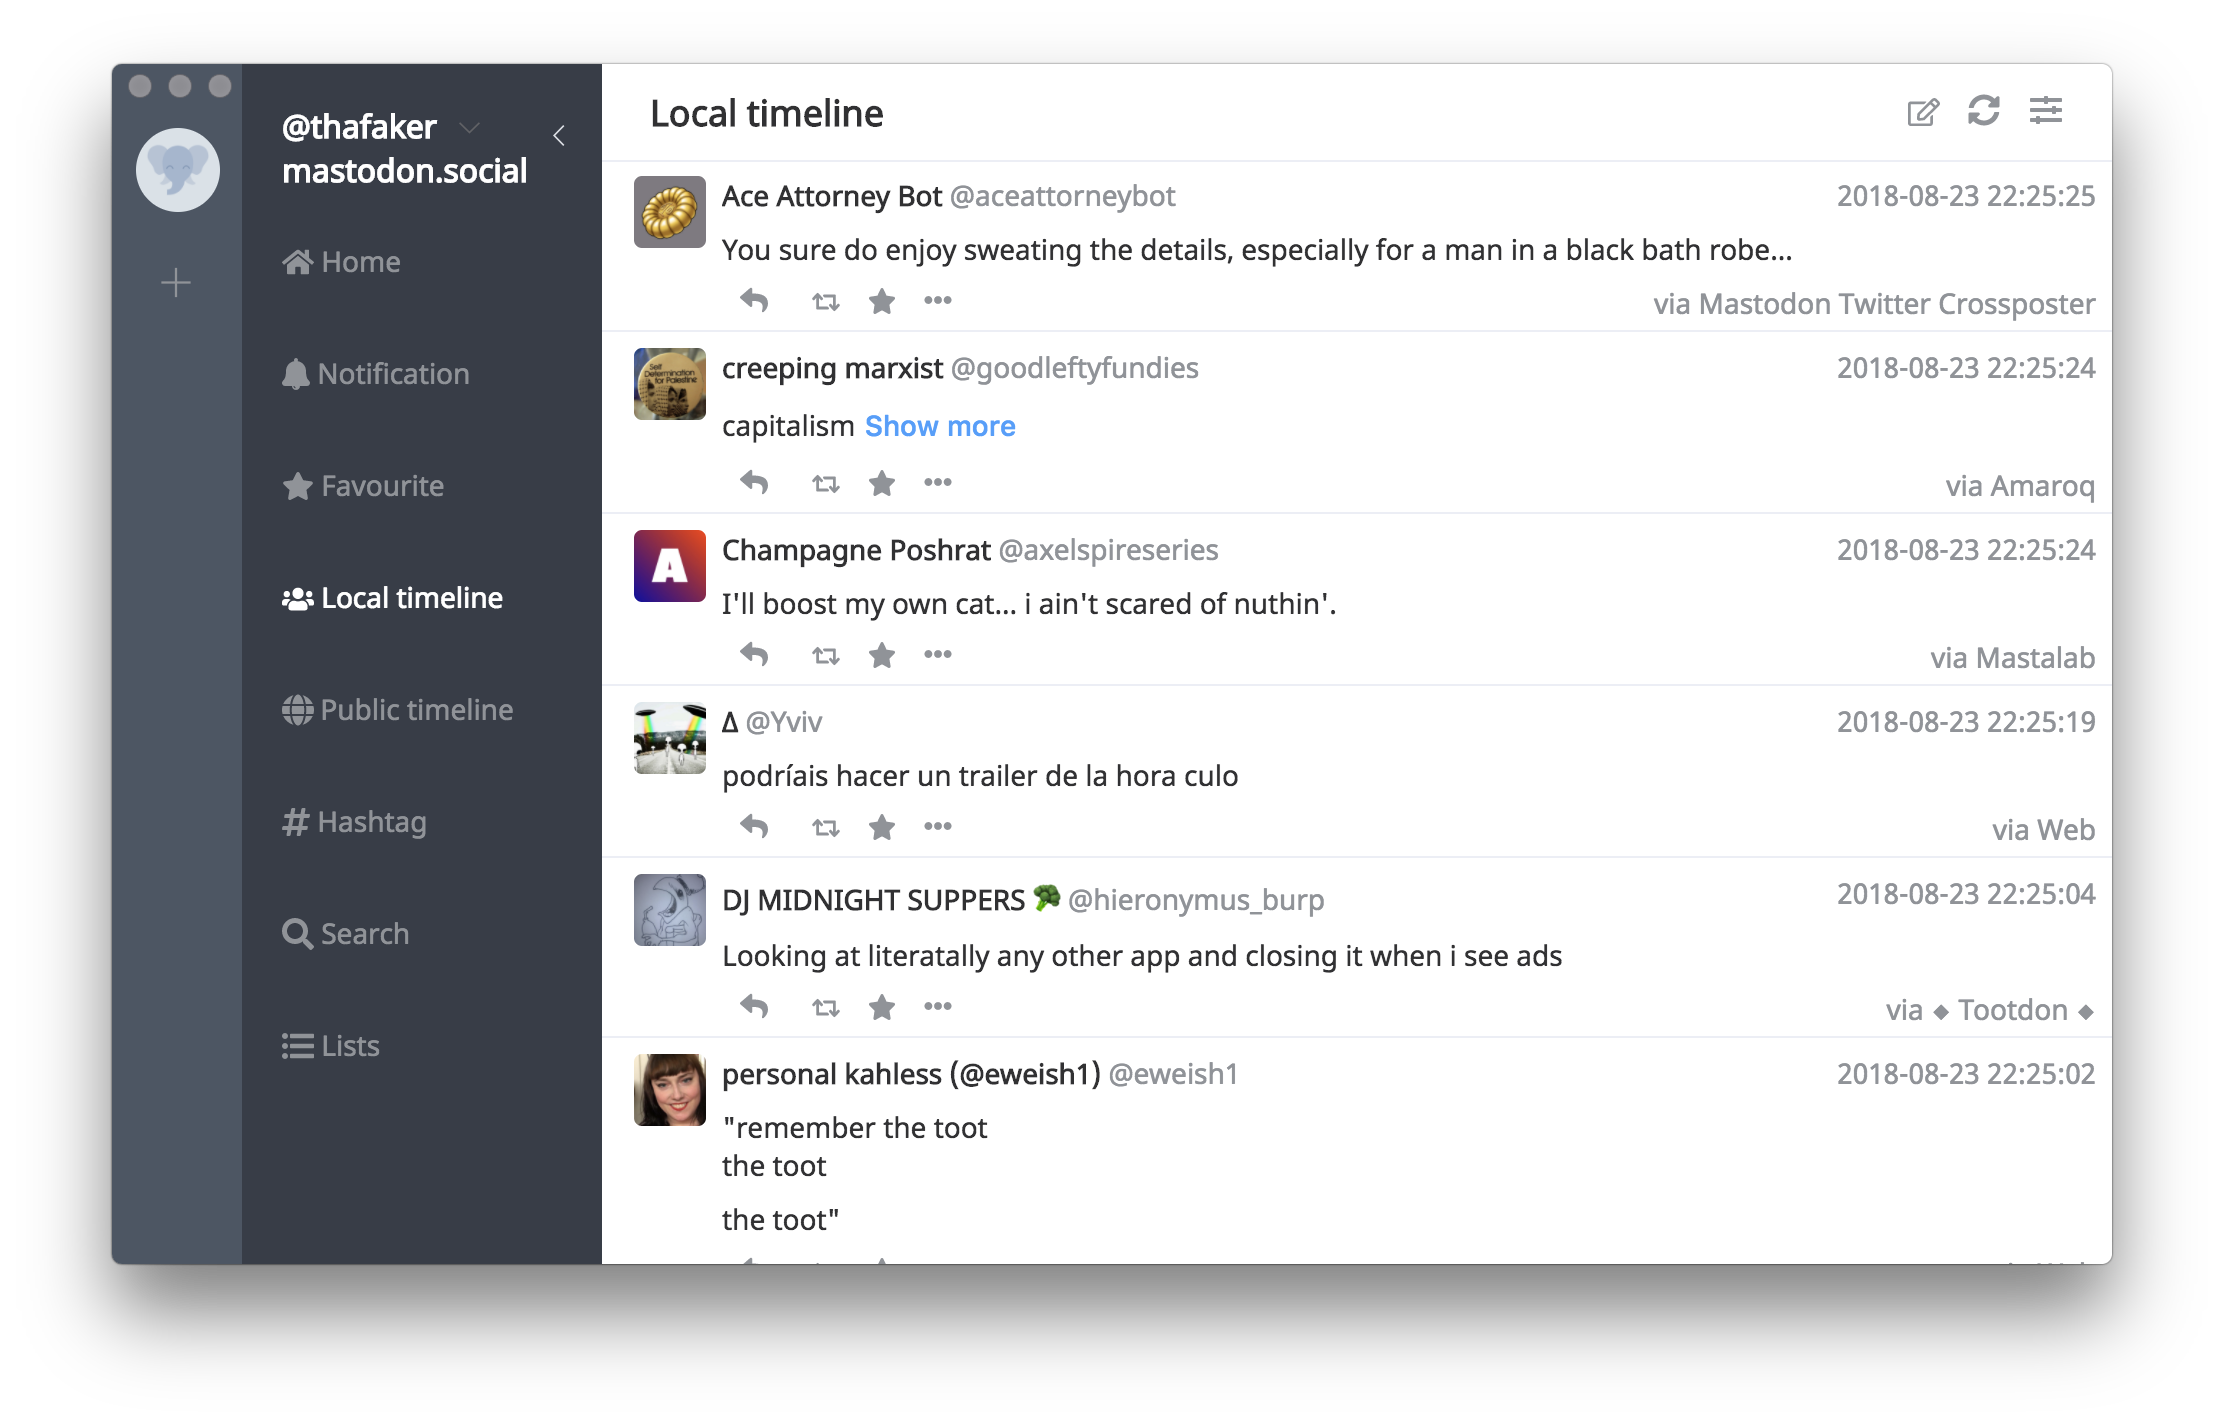 @thafaker
mastodon.social
Home
Notification
Favourite
Local timeline
Public timeline
Hashtag
Search
Lists
Local timeline
Ace Attorney Bot @aceattorneybot 2018-08-23 22:25:25
You sure do enjoy sweating the details, especially for a man in a black bath robe...
via Mastodon Twitter Crossposter
Self
Determination
for Palestine
creeping marxist @goodleftyfundies 2018-08-23 22:25:24
capitalism Show more
via Amaroq
A
Champagne Poshrat @axelspireseries 2018-08-23 22:25:24
I'll boost my own cat... i ain't scared of nuthin'.
via Mastalab
Δ @Yviv 2018-08-23 22:25:19
podríais hacer un trailer de la hora culo
via Web
DJ MIDNIGHT SUPPERS 🥦 @hieronymus_burp 2018-08-23 22:25:04
Looking at literatally any other app and closing it when i see ads
via ◆ Tootdon ◆
personal kahless (@eweish1) @eweish1 2018-08-23 22:25:02
"remember the toot
the toot
the toot"